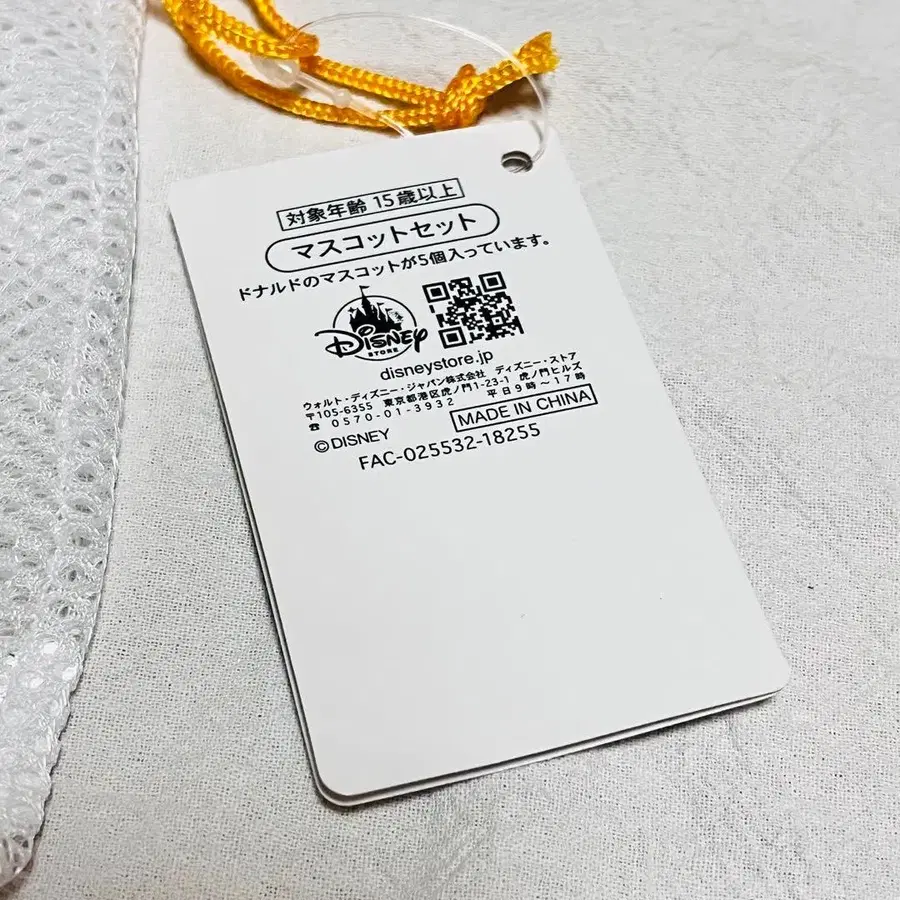 対象年齢 15歳以上
マスコットセット
ドナルドのマスコットが5個入っています。
Disney
STORE
disneystore.jp
ウォルト・ディズニー・ジャパン株式会社 ディズニー・ストア
〒105-6355 東京都港区虎ノ門1-23-1 虎ノ門ヒルズ
☎ 0570-01-3932 平日9時～17時
©DISNEY MADE IN CHINA
FAC-025532-18255